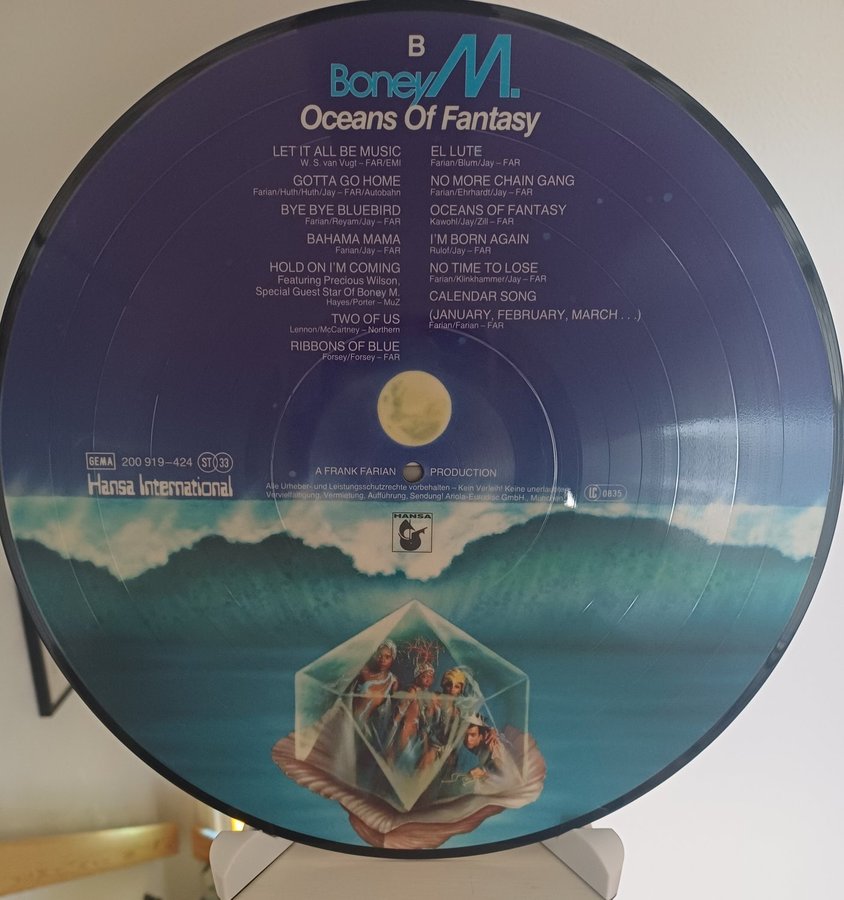 B
Boney M.
Oceans Of Fantasy
LET IT ALL BE MUSIC
W. S. van Vugt – FAR/EMI
GOTTA GO HOME
Farian/Huth/Huth/Jay – FAR/Autobahn
BYE BYE BLUEBIRD
Farian/Reyam/Jay – FAR
BAHAMA MAMA
Farian/Jay – FAR
HOLD ON I'M COMING
Featuring Precious Wilson,
Special Guest Star Of Boney M.
Hayes/Porter – MuZ
TWO OF US
Lennon/McCartney – Northern
RIBBONS OF BLUE
Forsey/Forsey – FAR
EL LUTE
Farian/Blum/Jay – FAR
NO MORE CHAIN GANG
Farian/Ehrhardt/Jay – FAR
OCEANS OF FANTASY
Kawohl/Jay/Zill – FAR
I'M BORN AGAIN
Rulof/Jay – FAR
NO TIME TO LOSE
Farian/Klinkhammer/Jay – FAR
CALENDAR SONG
(JANUARY, FEBRUARY, MARCH . . .)
Farian/Farian – FAR
GEMA 200 919–424 ST 33
Hansa International
A FRANK FARIAN PRODUCTION
Alle Urheber- und Leistungsschutzrechte vorbehalten – Kein Verleih! Keine unerlaubte
Vervielfältigung, Vermietung, Aufführung, Sendung! Ariola-Eurodisc GmbH.,
LC 0835
HANSA